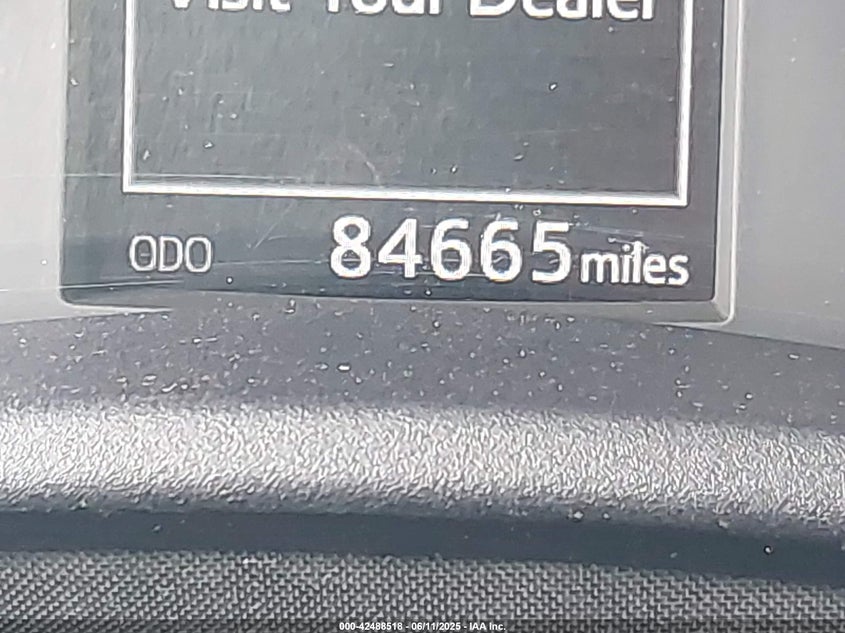 Visit Your Dealer
ODO 84665 miles
000-42488518 - 06/11/2025 - IAA Inc.